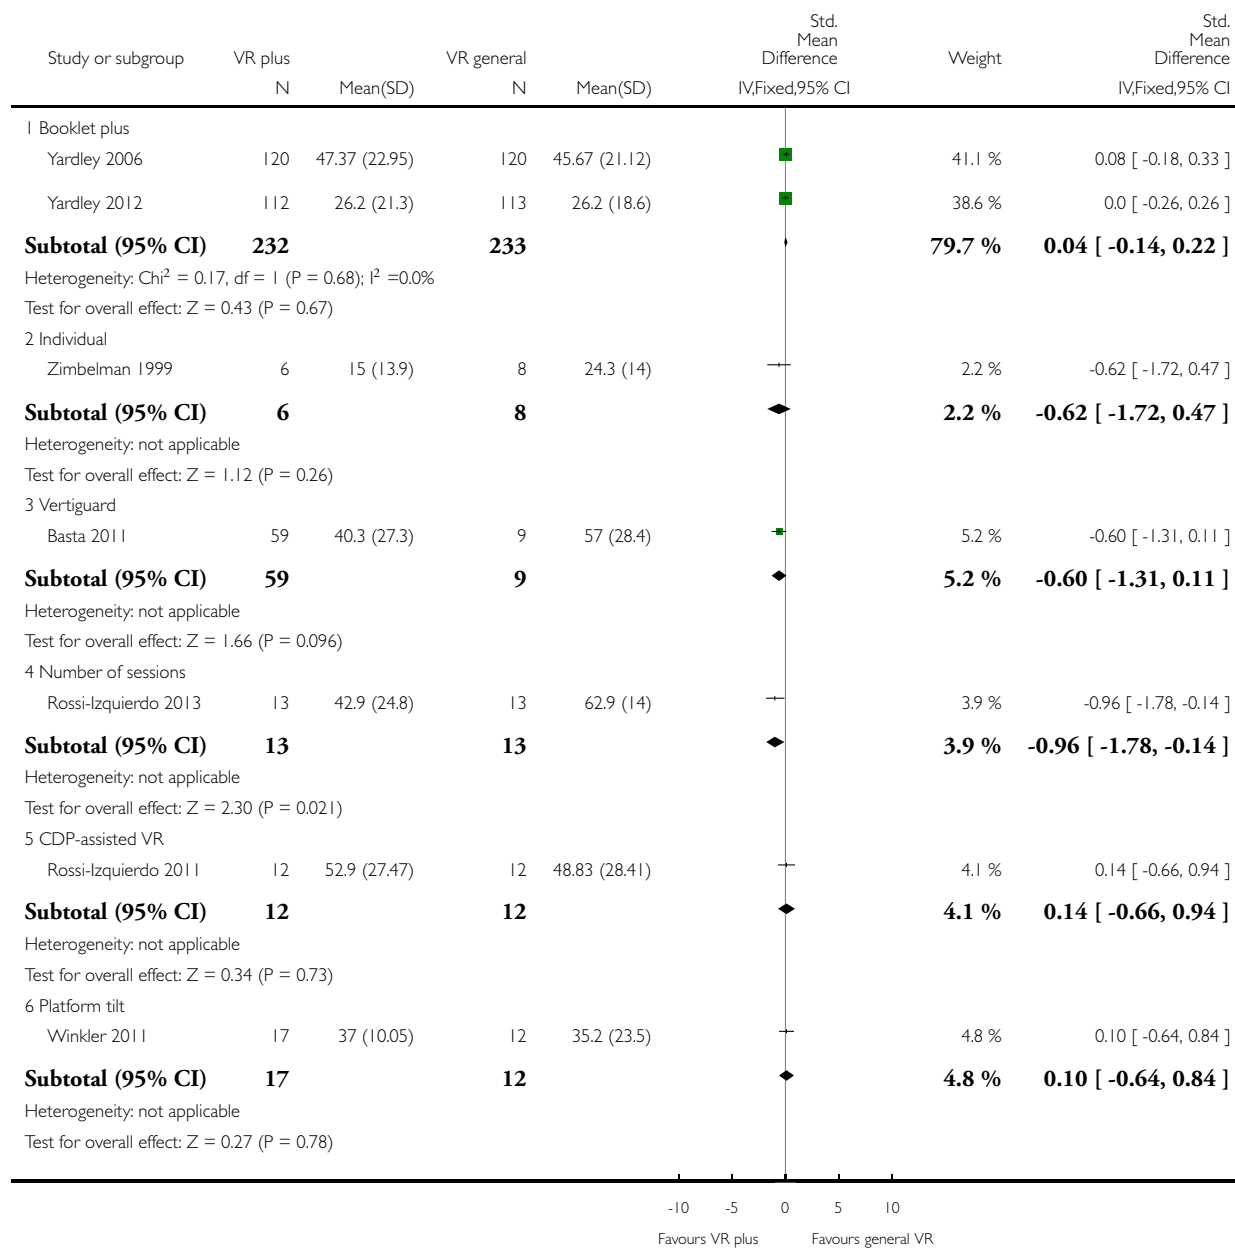 Study or subgroup VR plus VR general Std. Mean Difference Weight Std. Mean Difference
N Mean(SD) N Mean(SD) IV,Fixed,95% CI IV,Fixed,95% CI
1 Booklet plus
Yardley 2006 120 47.37 (22.95) 120 45.67 (21.12) 41.1 % 0.08 [ -0.18, 0.33 ]
Yardley 2012 112 26.2 (21.3) 113 26.2 (18.6) 38.6 % 0.0 [ -0.26, 0.26 ]
Subtotal (95% CI) 232 233 79.7 % 0.04 [ -0.14, 0.22 ]
Heterogeneity: Chi² = 0.17, df = 1 (P = 0.68); I² =0.0%
Test for overall effect: Z = 0.43 (P = 0.67)
2 Individual
Zimbelman 1999 6 15 (13.9) 8 24.3 (14) 2.2 % -0.62 [ -1.72, 0.47 ]
Subtotal (95% CI) 6 8 2.2 % -0.62 [ -1.72, 0.47 ]
Heterogeneity: not applicable
Test for overall effect: Z = 1.12 (P = 0.26)
3 Vertiguard
Basta 2011 59 40.3 (27.3) 9 57 (28.4) 5.2 % -0.60 [ -1.31, 0.11 ]
Subtotal (95% CI) 59 9 5.2 % -0.60 [ -1.31, 0.11 ]
Heterogeneity: not applicable
Test for overall effect: Z = 1.66 (P = 0.096)
4 Number of sessions
Rossi-Izquierdo 2013 13 42.9 (24.8) 13 62.9 (14) 3.9 % -0.96 [ -1.78, -0.14 ]
Subtotal (95% CI) 13 13 3.9 % -0.96 [ -1.78, -0.14 ]
Heterogeneity: not applicable
Test for overall effect: Z = 2.30 (P = 0.021)
5 CDP-assisted VR
Rossi-Izquierdo 2011 12 52.9 (27.47) 12 48.83 (28.41) 4.1 % 0.14 [ -0.66, 0.94 ]
Subtotal (95% CI) 12 12 4.1 % 0.14 [ -0.66, 0.94 ]
Heterogeneity: not applicable
Test for overall effect: Z = 0.34 (P = 0.73)
6 Platform tilt
Winkler 2011 17 37 (10.05) 12 35.2 (23.5) 4.8 % 0.10 [ -0.64, 0.84 ]
Subtotal (95% CI) 17 12 4.8 % 0.10 [ -0.64, 0.84 ]
Heterogeneity: not applicable
Test for overall effect: Z = 0.27 (P = 0.78)
-10 -5 0 5 10
Favours VR plus Favours general VR